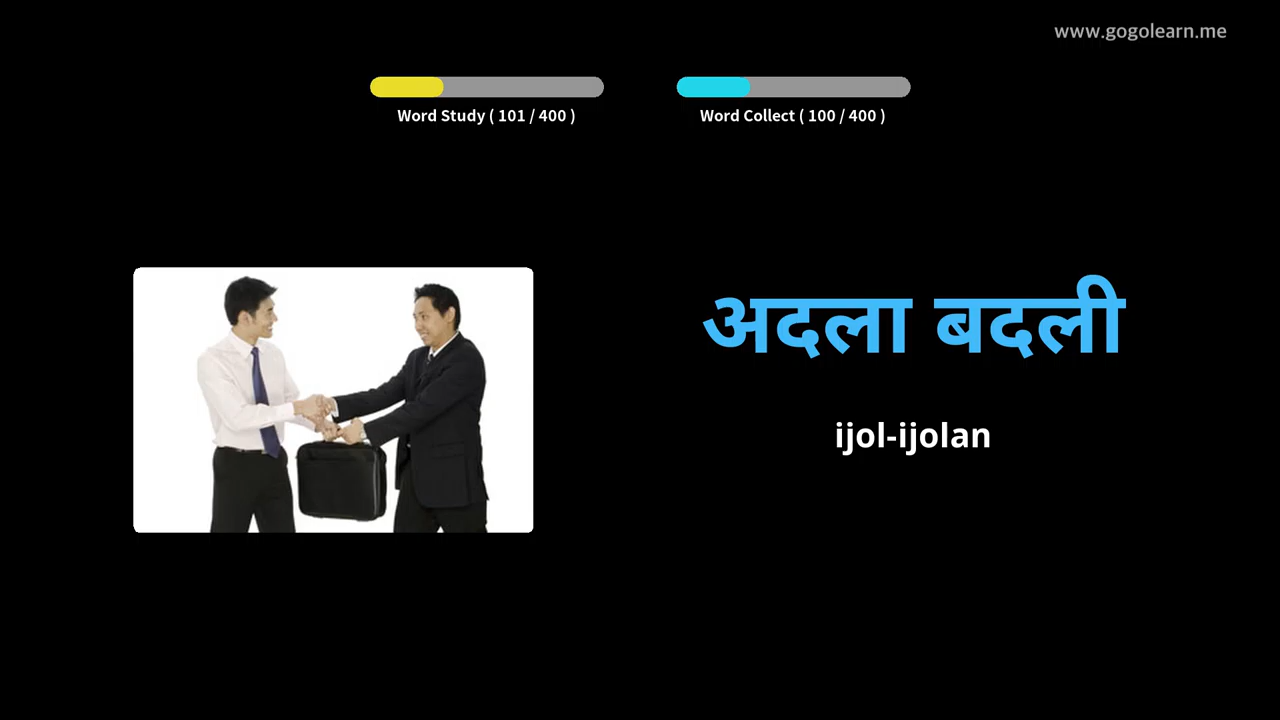 www.gogolearn.me
Word Study ( 101 / 400 )
Word Collect ( 100 / 400 )
अदला बदली
ijol-ijolan